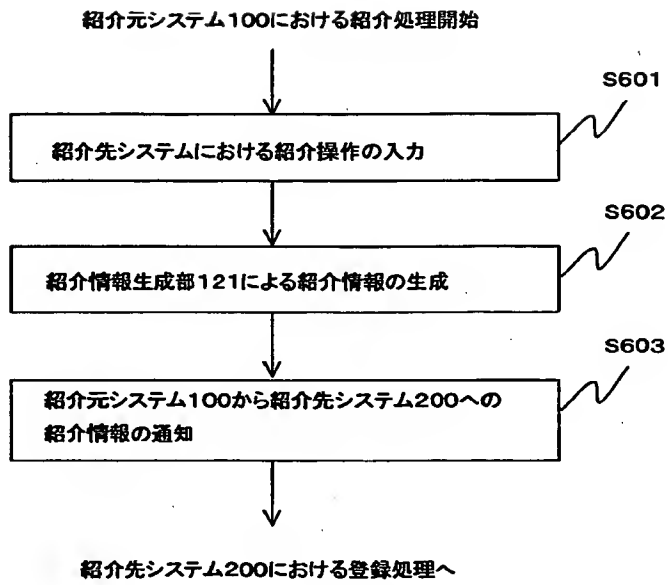 紹介元システム100における紹介処理開始
S601
紹介先システムにおける紹介操作の入力
S602
紹介情報生成部121による紹介情報の生成
S603
紹介元システム100から紹介先システム200への
紹介情報の通知
紹介先システム200における登録処理へ